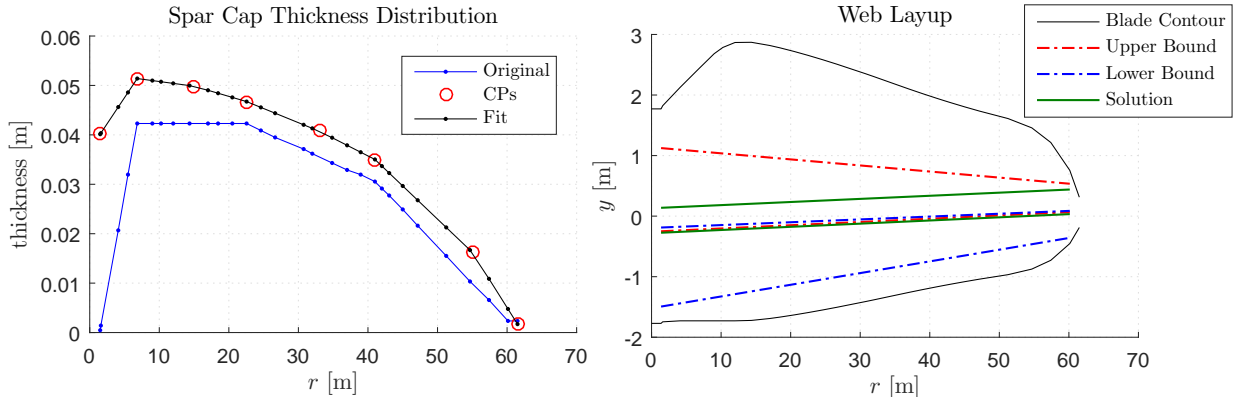 Spar Cap Thickness Distribution
0.06
0.05
0.04
0.03
0.02
0.01
0
thickness [m]
0 10 20 30 40 50 60 70
r [m]
Original
CPs
Fit
Web Layup
3
2
1
0
-1
-2
y [m]
0 10 20 30 40 50 60 70
r [m]
Blade Contour
Upper Bound
Lower Bound
Solution